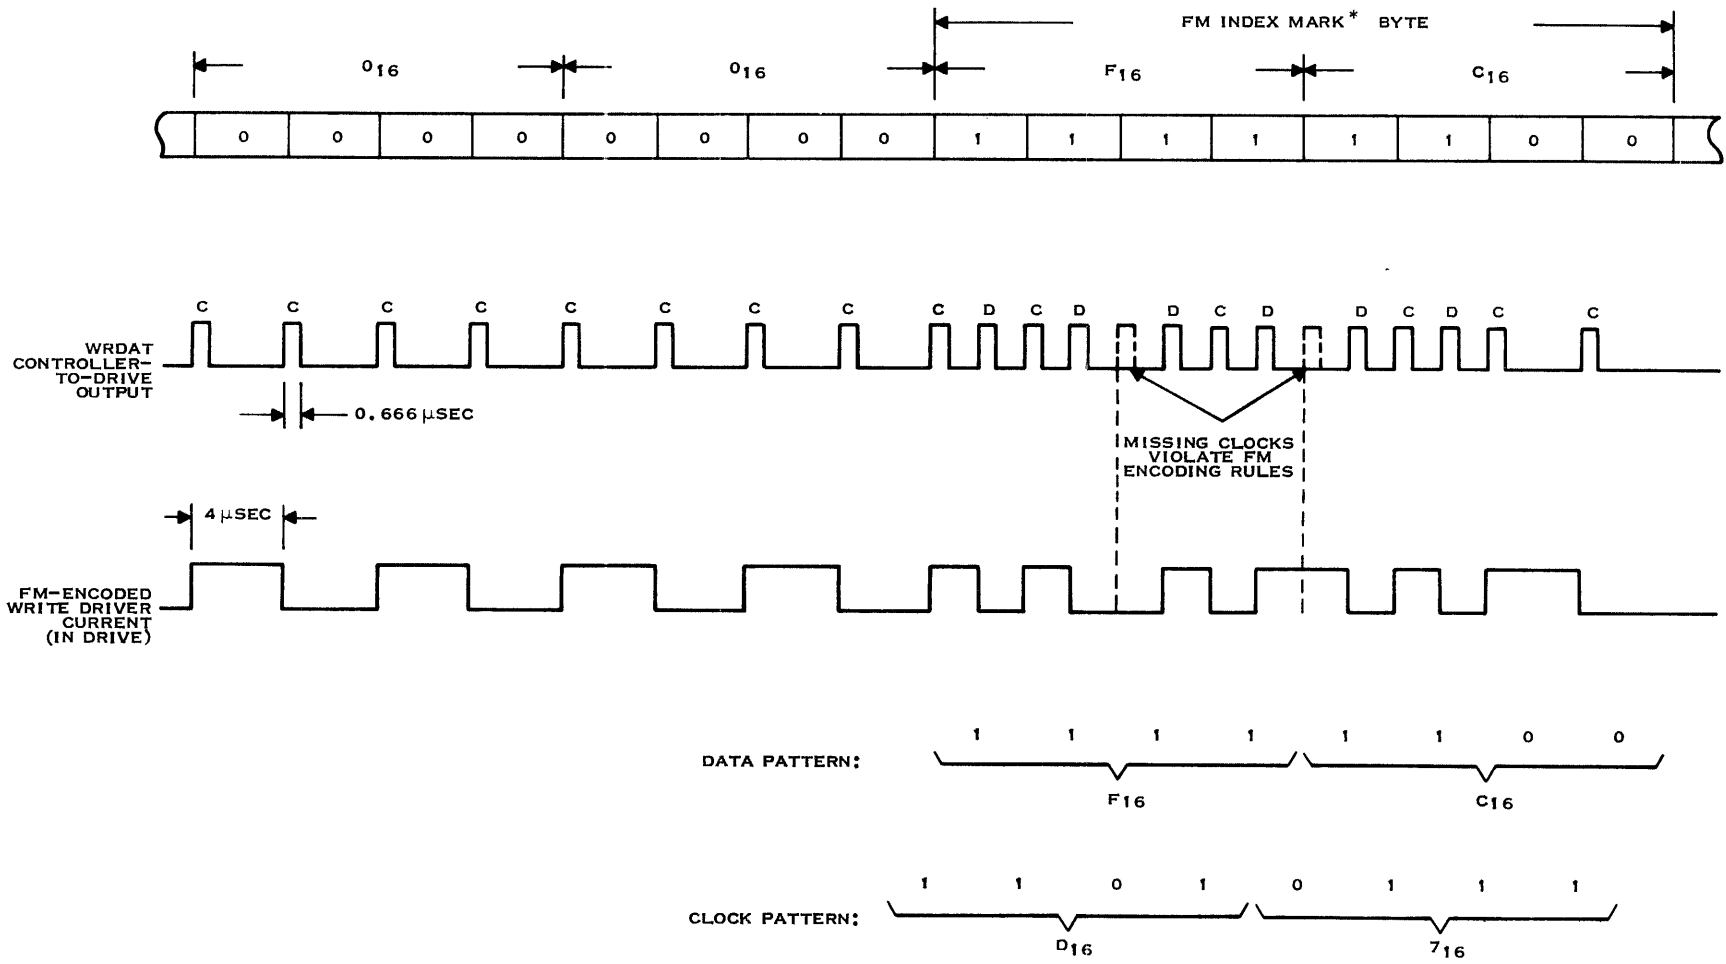 FM INDEX MARK* BYTE
0₁₆ 0₁₆ F₁₆ C₁₆
0 0 0 0 0 0 0 0 1 1 1 1 1 1 0 0
C C C C C C C C C D C D D C D D C D C C
WRDAT
CONTROLLER-
TO-DRIVE
OUTPUT
0.666 µSEC
MISSING CLOCKS
VIOLATE FM
ENCODING RULES
4 µSEC
FM-ENCODED
WRITE DRIVER
CURRENT
(IN DRIVE)
DATA PATTERN: 1 1 1 1 1 1 0 0
F₁₆ C₁₆
CLOCK PATTERN: 1 1 0 1 0 1 1 1
D₁₆ 7₁₆